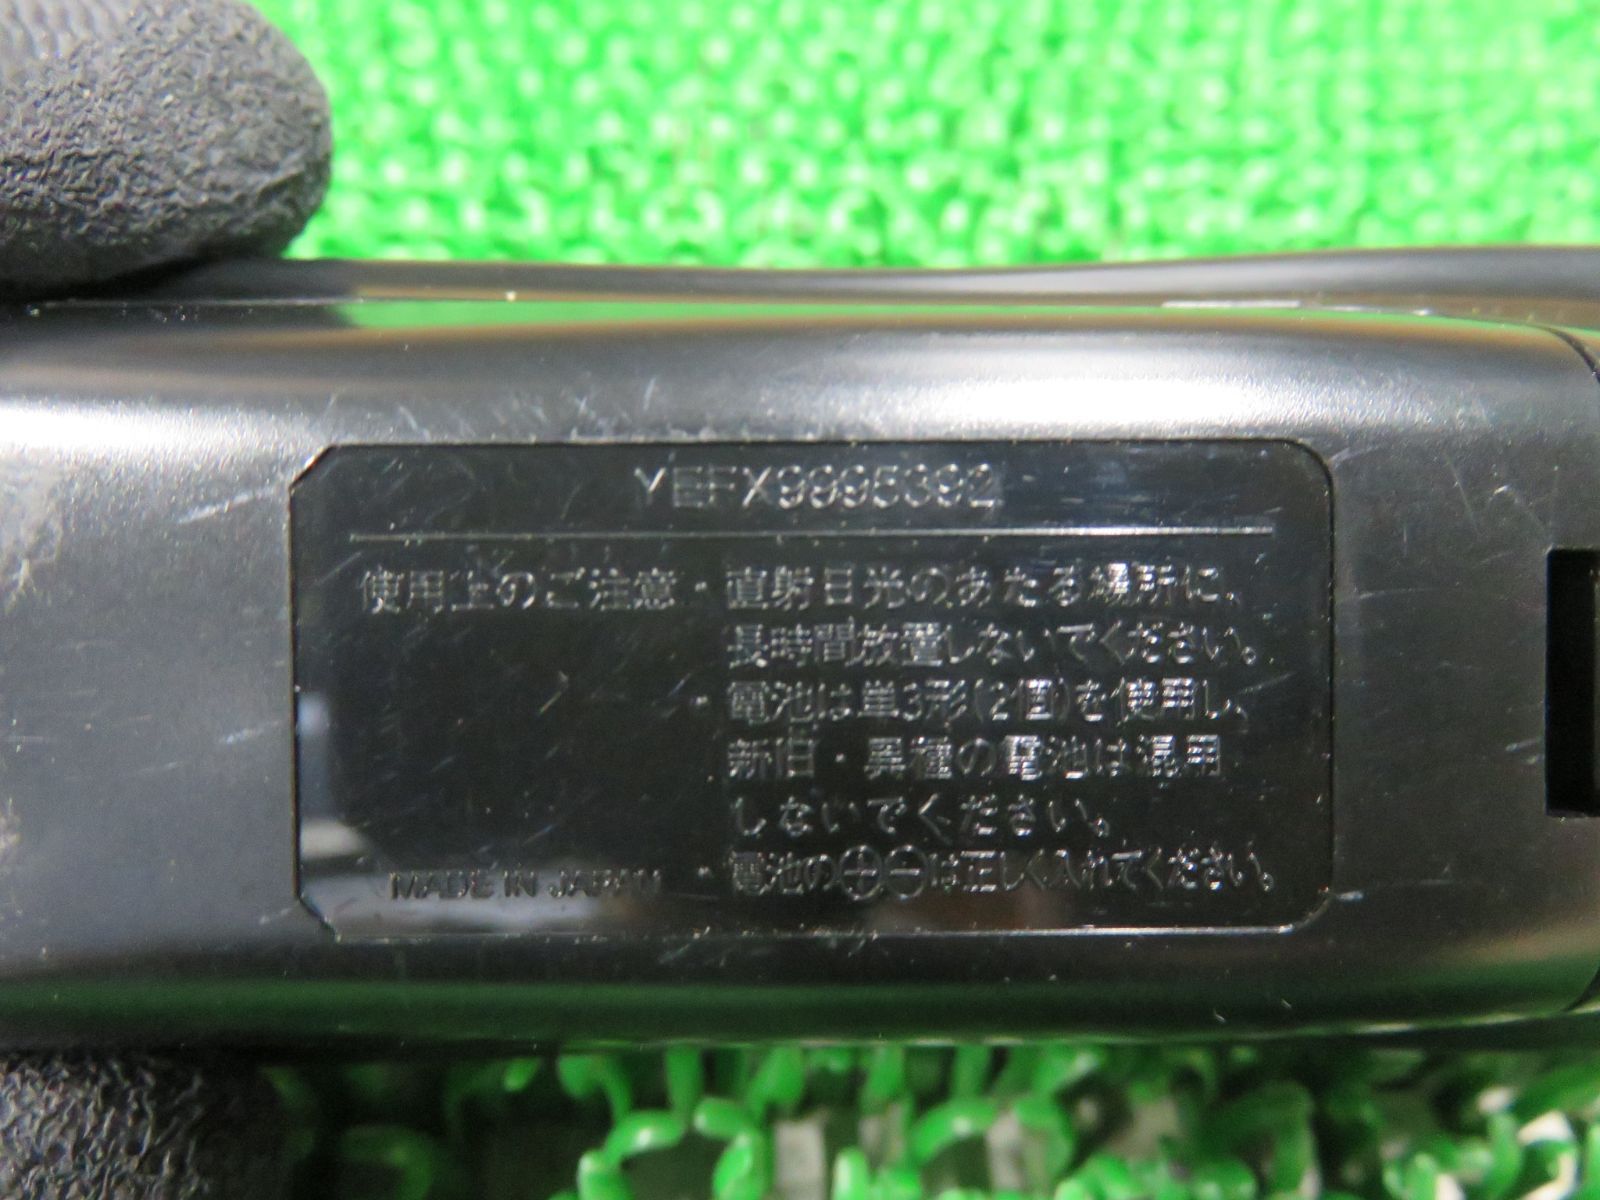 YEFX9995392
使用上のご注意・直射日光のあたる場所に、
長時間放置しないでください。
・電池は単3形(2個)を使用し、
新旧・異種の電池は混用
しないでください。
・電池の⊕⊖は正しく入れてください。
MADE IN JAPAN